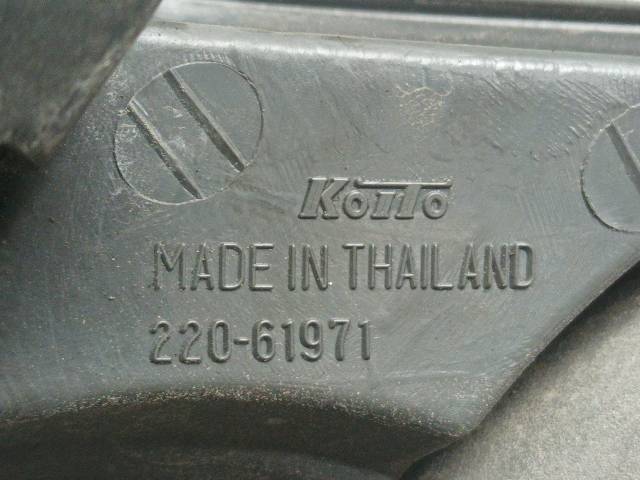 KOITO
MADE IN THAILAND
220-61971